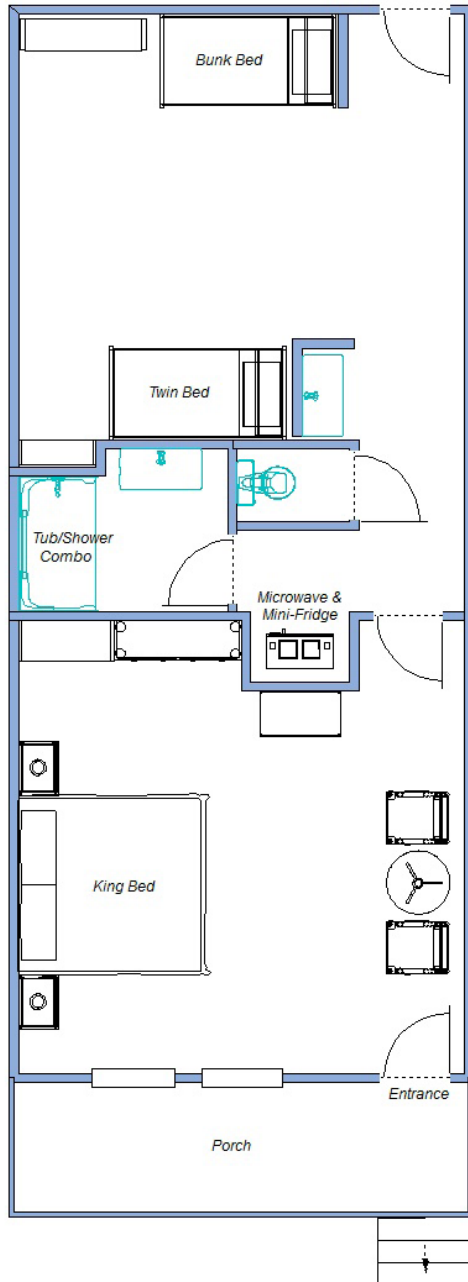 Bunk Bed
Twin Bed
Tub/Shower
Combo
Microwave &
Mini-Fridge
King Bed
Entrance
Porch